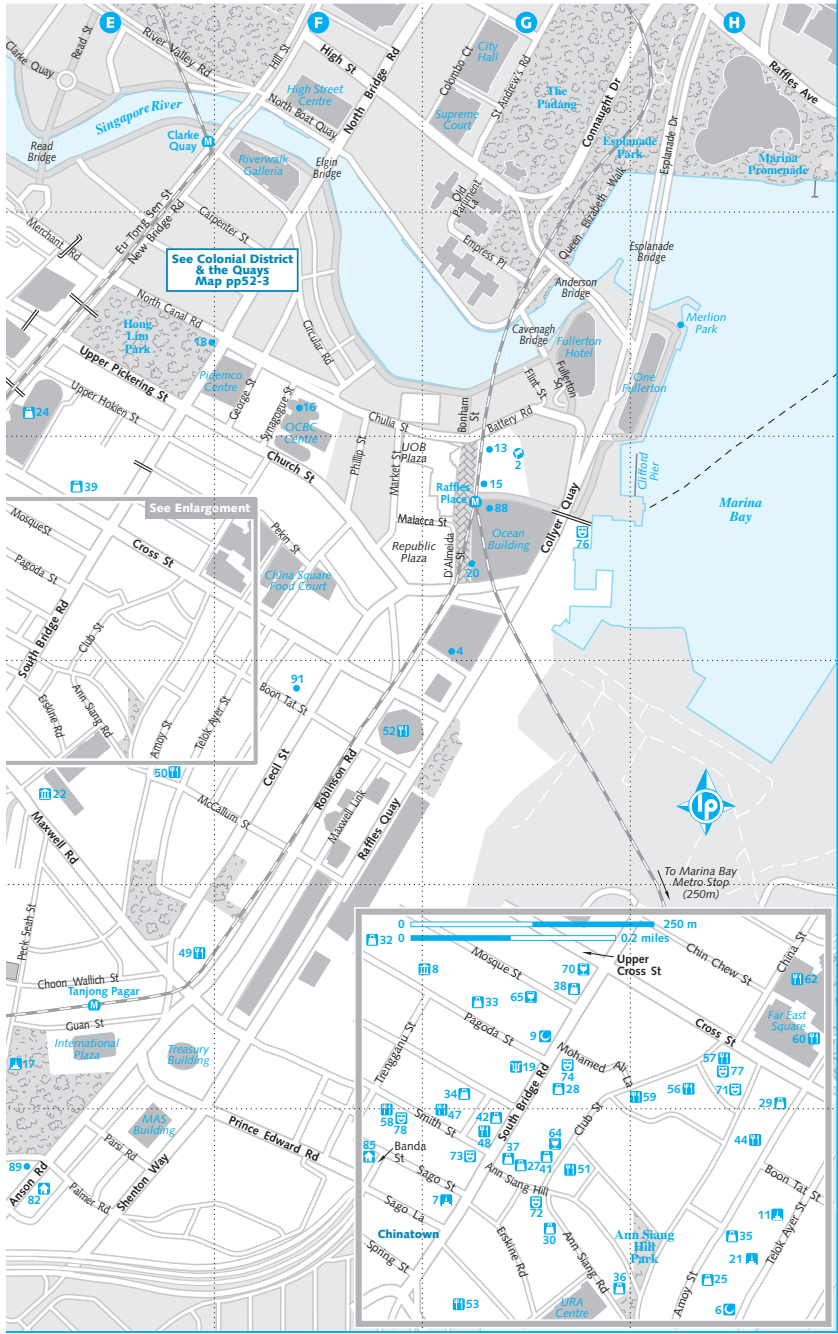 E
F
G
H
Clarke Quay
Read St
River Valley Rd
Hill St
High St
North Bridge Rd
High Street
Centre
North Boat Quay
Singapore River
Clarke
Quay
M
Read
Bridge
Riverwalk
Galleria
Elgin
Bridge
Colombo Ct
City
Hall
St Andrew's Rd
Supreme
Court
The
Padang
Connaught Dr
Esplanade
Park
Esplanade Dr
Raffles Ave
Marina
Promenade
Old
Parliament
La
Empress Pl
Queen Elizabeth Walk
Esplanade
Bridge
Anderson
Bridge
Cavenagh
Bridge
Fullerton
Hotel
Fullerton
Sq
Flint St
One
Fullerton
Merlion
Park
Merchant Rd
Eu Tong Sen St
New Bridge Rd
Carpenter St
See Colonial District
& the Quays
Map pp52-3
North Canal Rd
Circular Rd
Hong
Lim
Park
18
Pidemco
Centre
Upper Pickering St
Upper Hokien St
24
George St
Synagogue St
16
OCBC
Centre
Church St
Phillip St
Chulia St
Market St
UOB
Plaza
Bonham
St
Battery Rd
13
2
15
Raffles
Place
M
88
Malacca St
Republic
Plaza
D'Almeida
St
Ocean
Building
20
Collyer Quay
Clifford
Pier
76
Marina
Bay
39
See Enlargement
MosqueSt
Pagoda St
Cross St
Pekin St
China Square
Food Court
South Bridge Rd
Club St
Erskine Rd
Ann Siang Rd
Amoy St
Telok Ayer St
91
Boon Tat St
4
52
50
22
Cecil St
Robinson Rd
McCallum St
Maxwell Link
Raffles Quay
Maxwell Rd
lp
To Marina Bay
Metro Stop
(250m)
Peck Seah St
49
Choon Wallich St
Tanjong Pagar
M
Guan St
International
Plaza
Treasury
Building
17
MAS
Building
Prince Edward Rd
Parsi Rd
Shenton Way
89
Anson Rd
82
Palmer Rd
0
250 m
0
0.2 miles
32
8
Mosque St
70
Upper
Cross St
Chin Chew St
China St
62
38
33
65
Far East
Square
60
Cross St
Pagoda St
9
Trengganu St
Mohamed Ali
La
19
74
28
57
77
71
56
59
29
34
South Bridge Rd
58
78
47
42
Smith St
48
64
Club St
44
85
Banda
St
73
37
27
41
51
Sago St
Ann Siang Hill
Boon Tat St
7
Sago La
72
30
11
Telok Ayer St
Chinatown
Spring St
Erskine Rd
Ann Siang Rd
Ann Siang
Hill
Park
35
21
36
25
Amoy St
6
53
URA
Centre